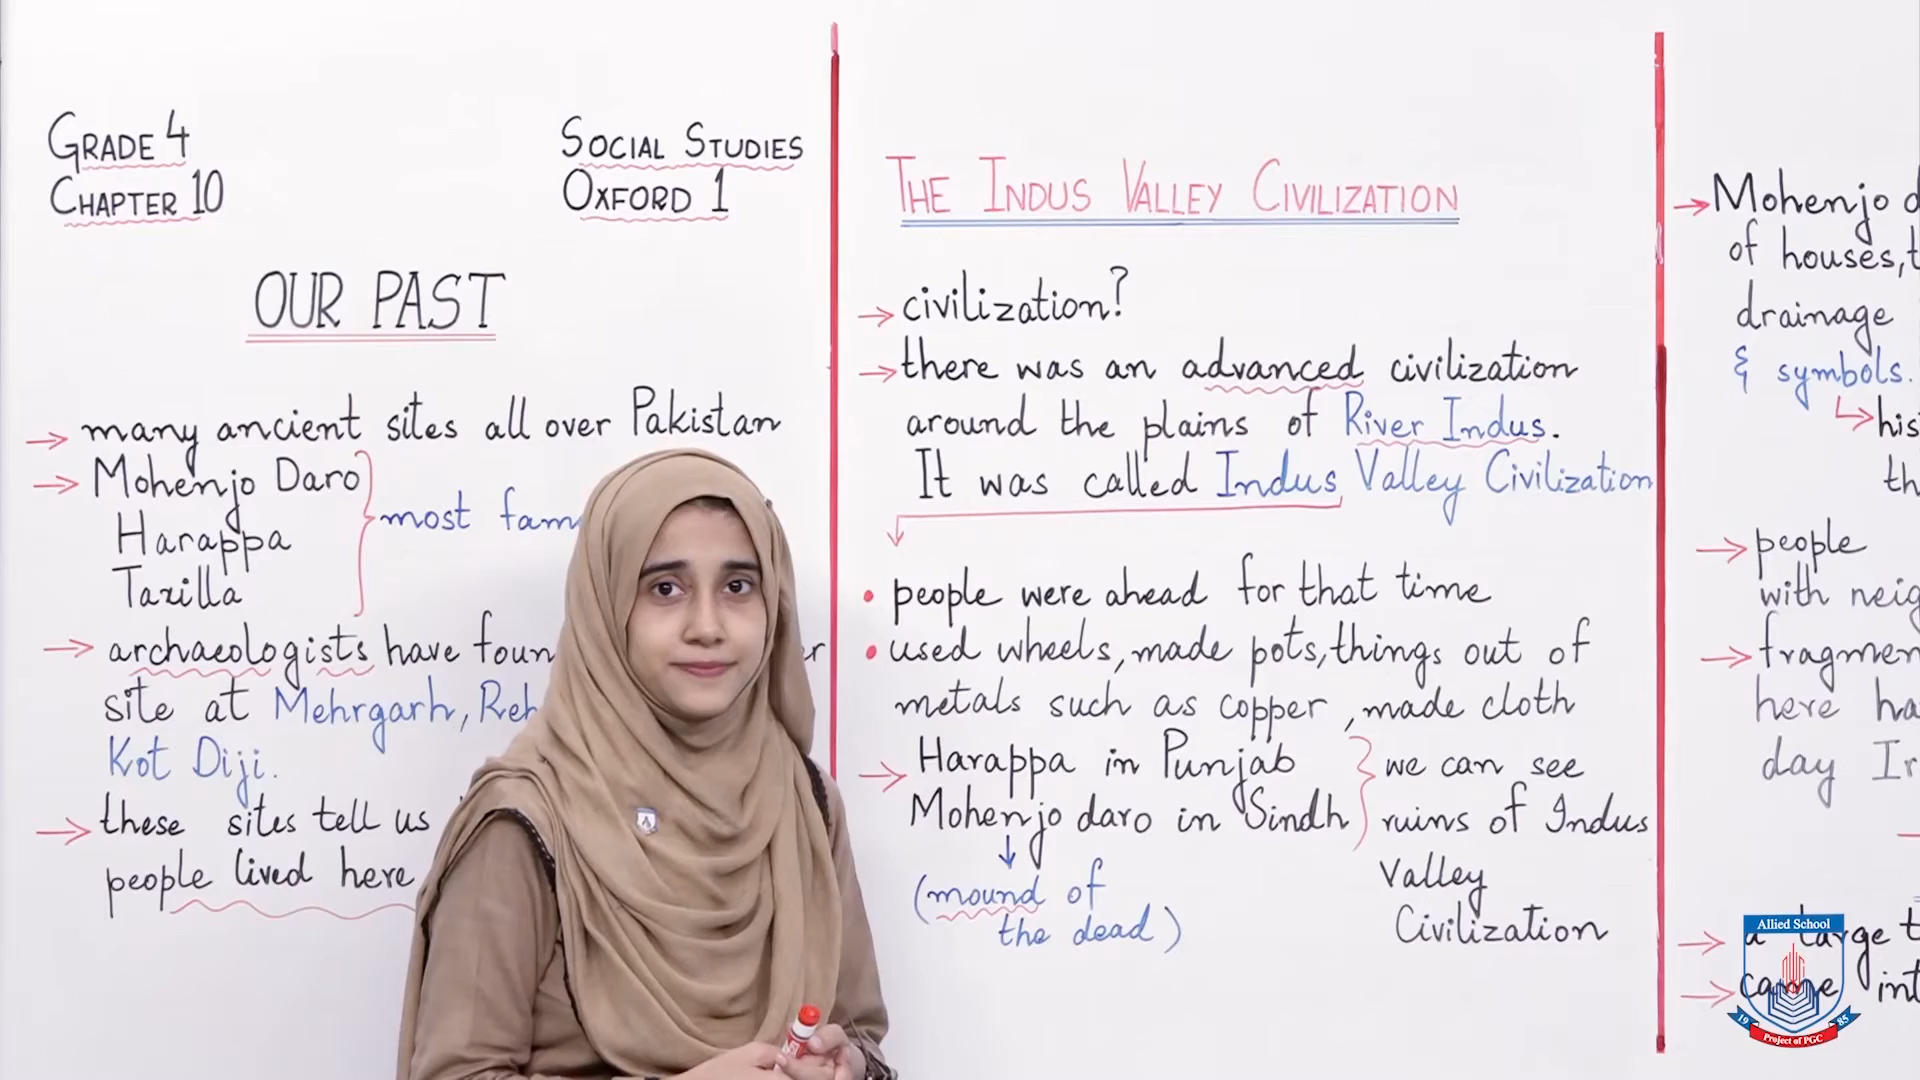 GRADE 4
CHAPTER 10
SOCIAL STUDIES
OXFORD 1
OUR PAST
→ many ancient sites all over Pakistan
→ Mohenjo Daro
Harappa
Taxilla
most
→ archaeologists have
site at Mehrgarh,
Kot Diji.
→ these sites tell us
people lived here
THE INDUS VALLEY CIVILIZATION
→ civilization?
→ there was an advanced civilization
around the plains of River Indus.
It was called Indus Valley Civilization
• people were ahead for that time
• used wheels, made pots, things out of
metals such as copper, made cloth
→ Harappa in Punjab
Mohenjo daro in Sindh
we can see
ruins of Indus
Valley
Civilization
(mound of
the dead)
→ Mohenjo
of houses,
drainage
& symbols.
→ people
with
→
here
day
→ a large
→ came
Allied School
1985
Project of PGC